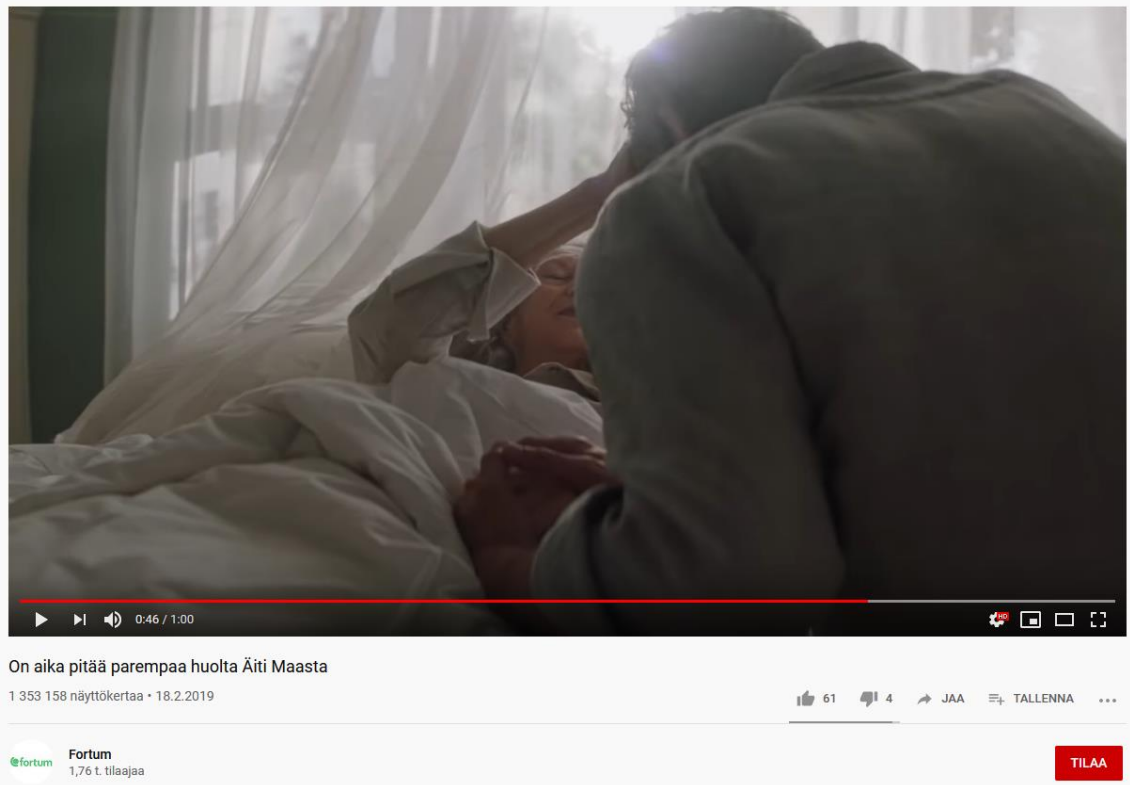 HD
0:46 / 1:00
On aika pitää parempaa huolta Äiti Maasta
1 353 158 näyttökertaa • 18.2.2019
61 4 JAA TALLENNA
fortum
Fortum
1,76 t. tilaajaa
TILAA